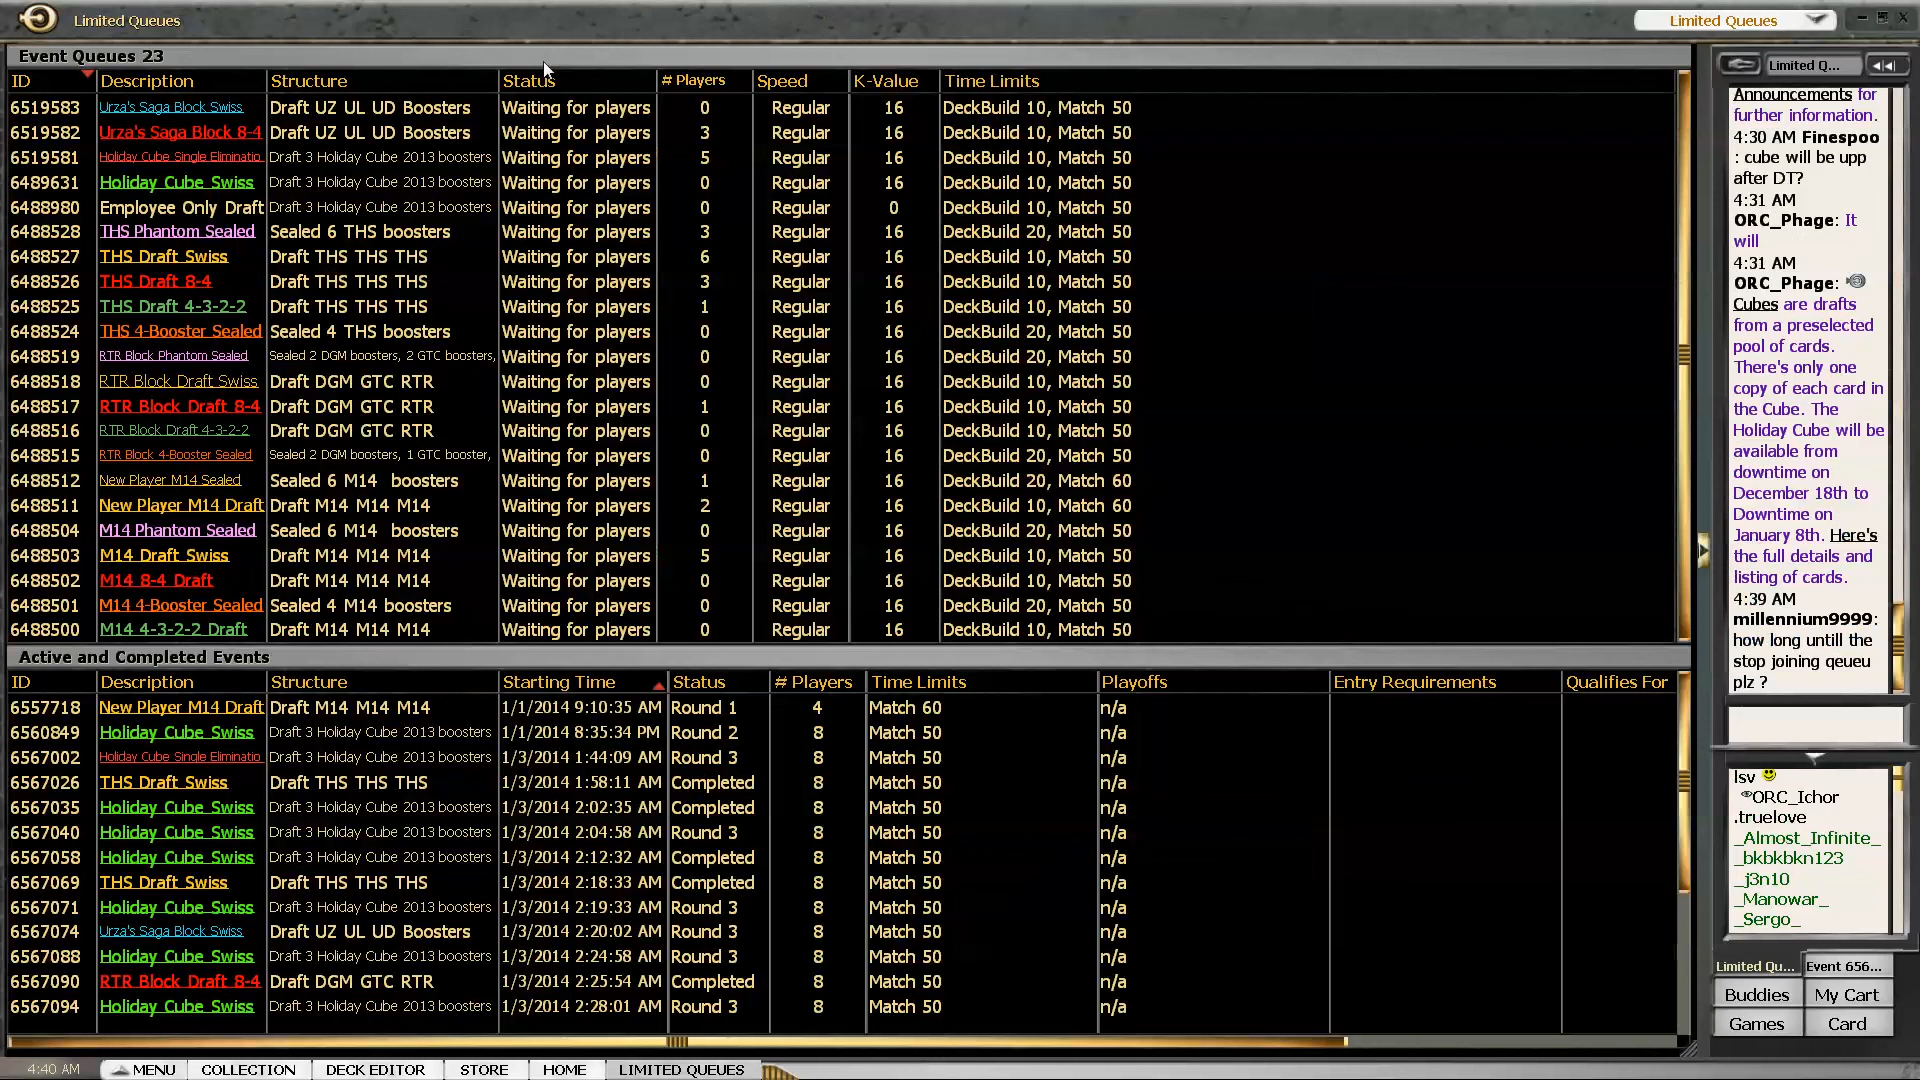 Limited Queues
Limited Queues
Event Queues 23
ID Description Structure Status # Players Speed K-Value Time Limits
6519583 Urza's Saga Block Swiss Draft UZ UL UD Boosters Waiting for players 0 Regular 16 DeckBuild 10, Match 50
6519582 Urza's Saga Block 8-4 Draft UZ UL UD Boosters Waiting for players 3 Regular 16 DeckBuild 10, Match 50
6519581 Holiday Cube Single Eliminatio Draft 3 Holiday Cube 2013 boosters Waiting for players 5 Regular 16 DeckBuild 10, Match 50
6489631 Holiday Cube Swiss Draft 3 Holiday Cube 2013 boosters Waiting for players 0 Regular 16 DeckBuild 10, Match 50
6488980 Employee Only Draft Draft 3 Holiday Cube 2013 boosters Waiting for players 0 Regular 0 DeckBuild 10, Match 50
6488528 THS Phantom Sealed Sealed 6 THS boosters Waiting for players 3 Regular 16 DeckBuild 20, Match 50
6488527 THS Draft Swiss Draft THS THS THS Waiting for players 6 Regular 16 DeckBuild 10, Match 50
6488526 THS Draft 8-4 Draft THS THS THS Waiting for players 3 Regular 16 DeckBuild 10, Match 50
6488525 THS Draft 4-3-2-2 Draft THS THS THS Waiting for players 1 Regular 16 DeckBuild 10, Match 50
6488524 THS 4-Booster Sealed Sealed 4 THS boosters Waiting for players 0 Regular 16 DeckBuild 20, Match 50
6488519 RTR Block Phantom Sealed Sealed 2 DGM boosters, 2 GTC boosters, Waiting for players 0 Regular 16 DeckBuild 20, Match 50
6488518 RTR Block Draft Swiss Draft DGM GTC RTR Waiting for players 0 Regular 16 DeckBuild 10, Match 50
6488517 RTR Block Draft 8-4 Draft DGM GTC RTR Waiting for players 1 Regular 16 DeckBuild 10, Match 50
6488516 RTR Block Draft 4-3-2-2 Draft DGM GTC RTR Waiting for players 0 Regular 16 DeckBuild 10, Match 50
6488515 RTR Block 4-Booster Sealed Sealed 2 DGM boosters, 1 GTC booster, Waiting for players 0 Regular 16 DeckBuild 20, Match 50
6488512 New Player M14 Sealed Sealed 6 M14 boosters Waiting for players 1 Regular 16 DeckBuild 20, Match 60
6488511 New Player M14 Draft Draft M14 M14 M14 Waiting for players 2 Regular 16 DeckBuild 10, Match 60
6488504 M14 Phantom Sealed Sealed 6 M14 boosters Waiting for players 0 Regular 16 DeckBuild 20, Match 50
6488503 M14 Draft Swiss Draft M14 M14 M14 Waiting for players 5 Regular 16 DeckBuild 10, Match 50
6488502 M14 8-4 Draft Draft M14 M14 M14 Waiting for players 0 Regular 16 DeckBuild 10, Match 50
6488501 M14 4-Booster Sealed Sealed 4 M14 boosters Waiting for players 0 Regular 16 DeckBuild 20, Match 50
6488500 M14 4-3-2-2 Draft Draft M14 M14 M14 Waiting for players 0 Regular 16 DeckBuild 10, Match 50
Active and Completed Events
ID Description Structure Starting Time Status # Players Time Limits Playoffs Entry Requirements Qualifies For
6557718 New Player M14 Draft Draft M14 M14 M14 1/1/2014 9:10:35 AM Round 1 4 Match 60 n/a
6560849 Holiday Cube Swiss Draft 3 Holiday Cube 2013 boosters 1/1/2014 8:35:34 PM Round 2 8 Match 50 n/a
6567002 Holiday Cube Single Eliminatio Draft 3 Holiday Cube 2013 boosters 1/3/2014 1:44:09 AM Round 3 8 Match 50 n/a
6567026 THS Draft Swiss Draft THS THS THS 1/3/2014 1:58:11 AM Completed 8 Match 50 n/a
6567035 Holiday Cube Swiss Draft 3 Holiday Cube 2013 boosters 1/3/2014 2:02:35 AM Completed 8 Match 50 n/a
6567040 Holiday Cube Swiss Draft 3 Holiday Cube 2013 boosters 1/3/2014 2:04:58 AM Round 3 8 Match 50 n/a
6567058 Holiday Cube Swiss Draft 3 Holiday Cube 2013 boosters 1/3/2014 2:12:32 AM Completed 8 Match 50 n/a
6567069 THS Draft Swiss Draft THS THS THS 1/3/2014 2:18:33 AM Completed 8 Match 50 n/a
6567071 Holiday Cube Swiss Draft 3 Holiday Cube 2013 boosters 1/3/2014 2:19:33 AM Round 3 8 Match 50 n/a
6567074 Urza's Saga Block Swiss Draft UZ UL UD Boosters 1/3/2014 2:20:02 AM Round 3 8 Match 50 n/a
6567088 Holiday Cube Swiss Draft 3 Holiday Cube 2013 boosters 1/3/2014 2:24:58 AM Round 3 8 Match 50 n/a
6567090 RTR Block Draft 8-4 Draft DGM GTC RTR 1/3/2014 2:25:54 AM Completed 8 Match 50 n/a
6567094 Holiday Cube Swiss Draft 3 Holiday Cube 2013 boosters 1/3/2014 2:28:01 AM Round 3 8 Match 50 n/a
Limited Q...
Announcements for
further information.
4:30 AM Finespoo
: cube will be upp
after DT?
4:31 AM
ORC_Phage: It
will
4:31 AM
ORC_Phage:
Cubes are drafts
from a preselected
pool of cards.
There's only one
copy of each card in
the Cube. The
Holiday Cube will be
available from
downtime on
December 18th to
Downtime on
January 8th. Here's
the full details and
listing of cards.
4:39 AM
millennium9999:
how long untill the
stop joining qeueu
plz ?
lsv
ORC_Ichor
.truelove
_Almost_Infinite_
_bkbkbkn123
_j3n10
_Manowar_
_Sergo_
Limited Qu... Event 656...
Buddies My Cart
Games Card
4:40 AM MENU COLLECTION DECK EDITOR STORE HOME LIMITED QUEUES